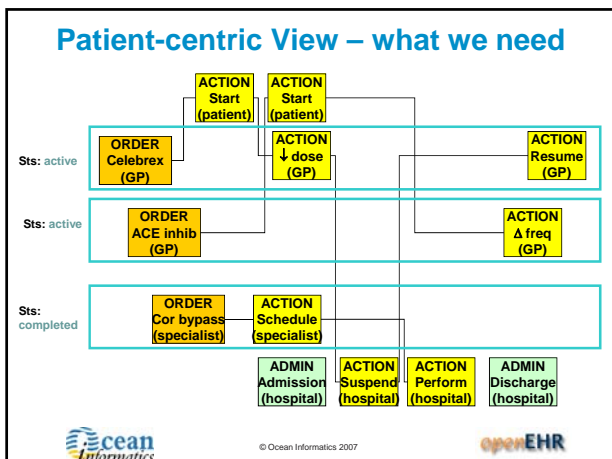 Patient-centric View – what we need
ACTION
Start
(patient)
ACTION
Start
(patient)
Sts: active
ORDER
Celebrex
(GP)
ACTION
↓ dose
(GP)
ACTION
Resume
(GP)
Sts: active
ORDER
ACE inhib
(GP)
ACTION
Δ freq
(GP)
Sts:
completed
ORDER
Cor bypass
(specialist)
ACTION
Schedule
(specialist)
ADMIN
Admission
(hospital)
ACTION
Suspend
(hospital)
ACTION
Perform
(hospital)
ADMIN
Discharge
(hospital)
Ocean
Informatics
© Ocean Informatics 2007
openEHR